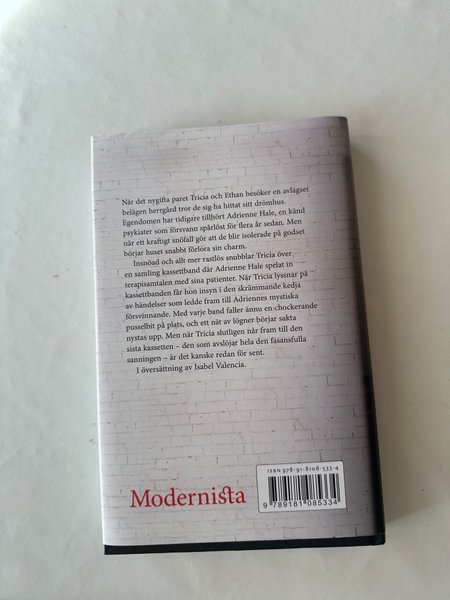 När det nygifta paret Tricia och Ethan besöker en avlägset
belägen herrgård tror de sig ha hittat sitt drömhus.
Egendomen har tidigare tillhört Adrienne Hale, en känd
psykiater som försvann spårlöst för flera år sedan. Men
när ett kraftigt snöfall gör att de blir isolerade på godset
börjar huset snabbt förlora sin charm.
Insnöad och allt mer rastlös snubblar Tricia över
en samling kassettband där Adrienne Hale spelat in
terapisamtalen med sina patienter. När Tricia lyssnar på
kassettbanden får hon insyn i den skrämmande kedja
av händelser som ledde fram till Adriennes mystiska
försvinnande. Med varje band faller ännu en chockerande
pusselbit på plats, och ett nät av lögner börjar sakta
nystas upp. Men när Tricia slutligen når fram till den
sista kassetten – den som avslöjar hela den fasansfulla
sanningen – är det kanske redan för sent.
I översättning av Isabel Valencia.
ISBN 978-91-8108-533-4
9 789181 085334
Modernista